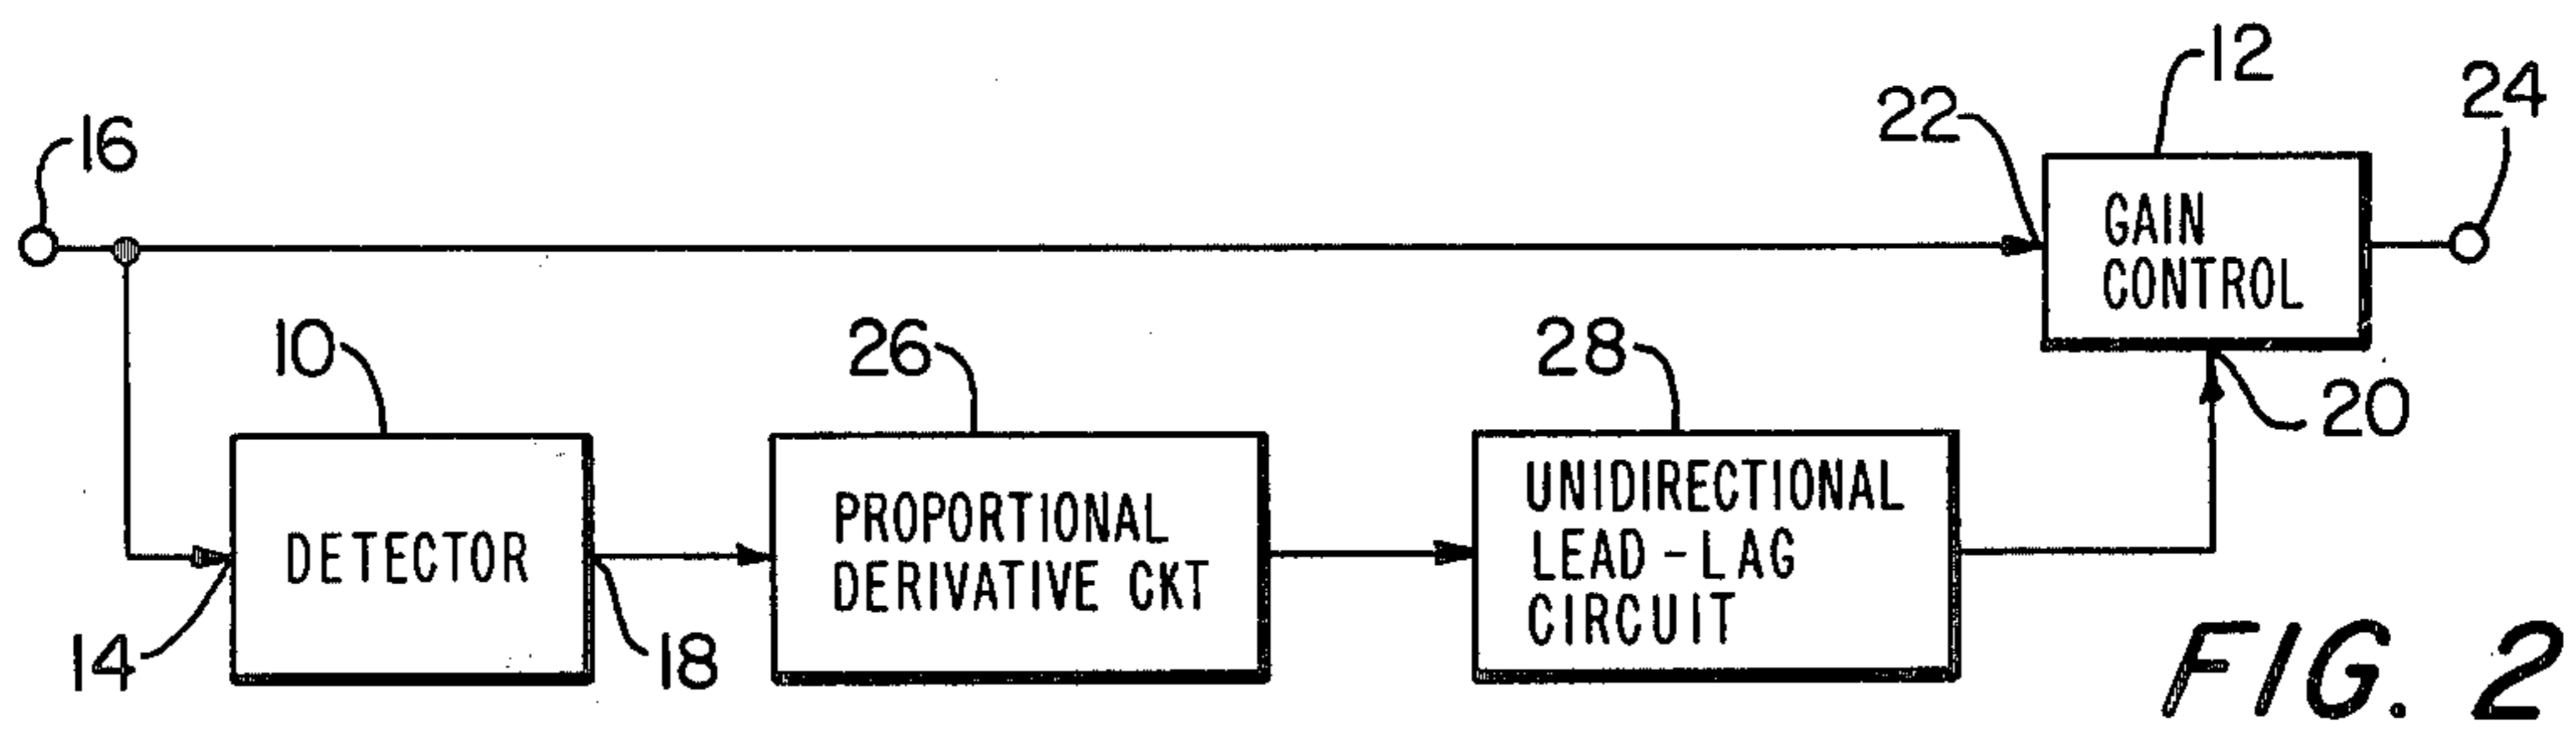 12
24
22
16
GAIN
CONTROL
10
26
28
20
DETECTOR
PROPORTIONAL
DERIVATIVE CKT
UNIDIRECTIONAL
LEAD-LAG
CIRCUIT
14
18
FIG. 2